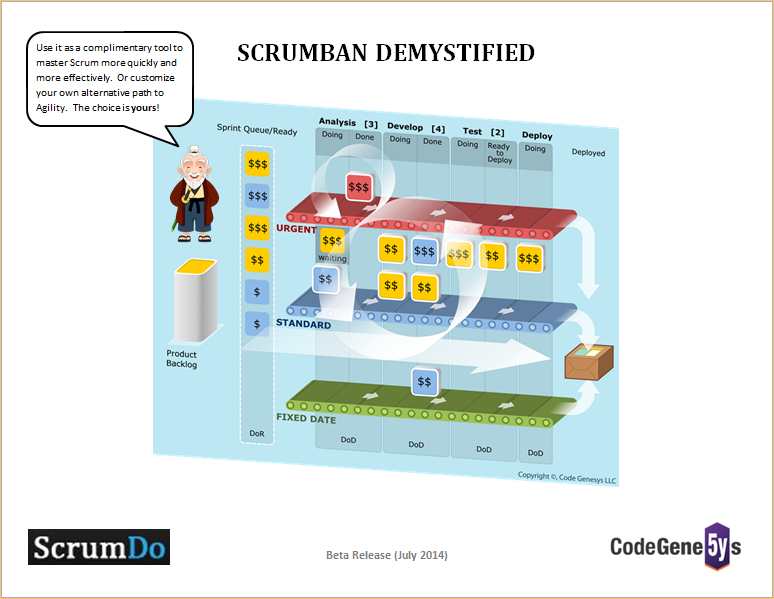 Use it as a complimentary tool to
master Scrum more quickly and
more effectively. Or customize
your own alternative path to
Agility. The choice is yours!
SCRUMBAN DEMYSTIFIED
Sprint Queue/Ready
Analysis [3] Develop [4] Test [2] Deploy
Doing Done Doing Done Doing Ready to Deploy Doing
Deployed
$$$
$$$
$$$
$$
$
$
$$$
URGENT
$$$
waiting
$$ $$$ $$$ $$ $$$
$$
$$ $$
STANDARD
Product
Backlog
$$
FIXED DATE
DoR
DoD DoD DoD DoD
Copyright ©, Code Genesys LLC
ScrumDo
Beta Release (July 2014)
CodeGene5ys